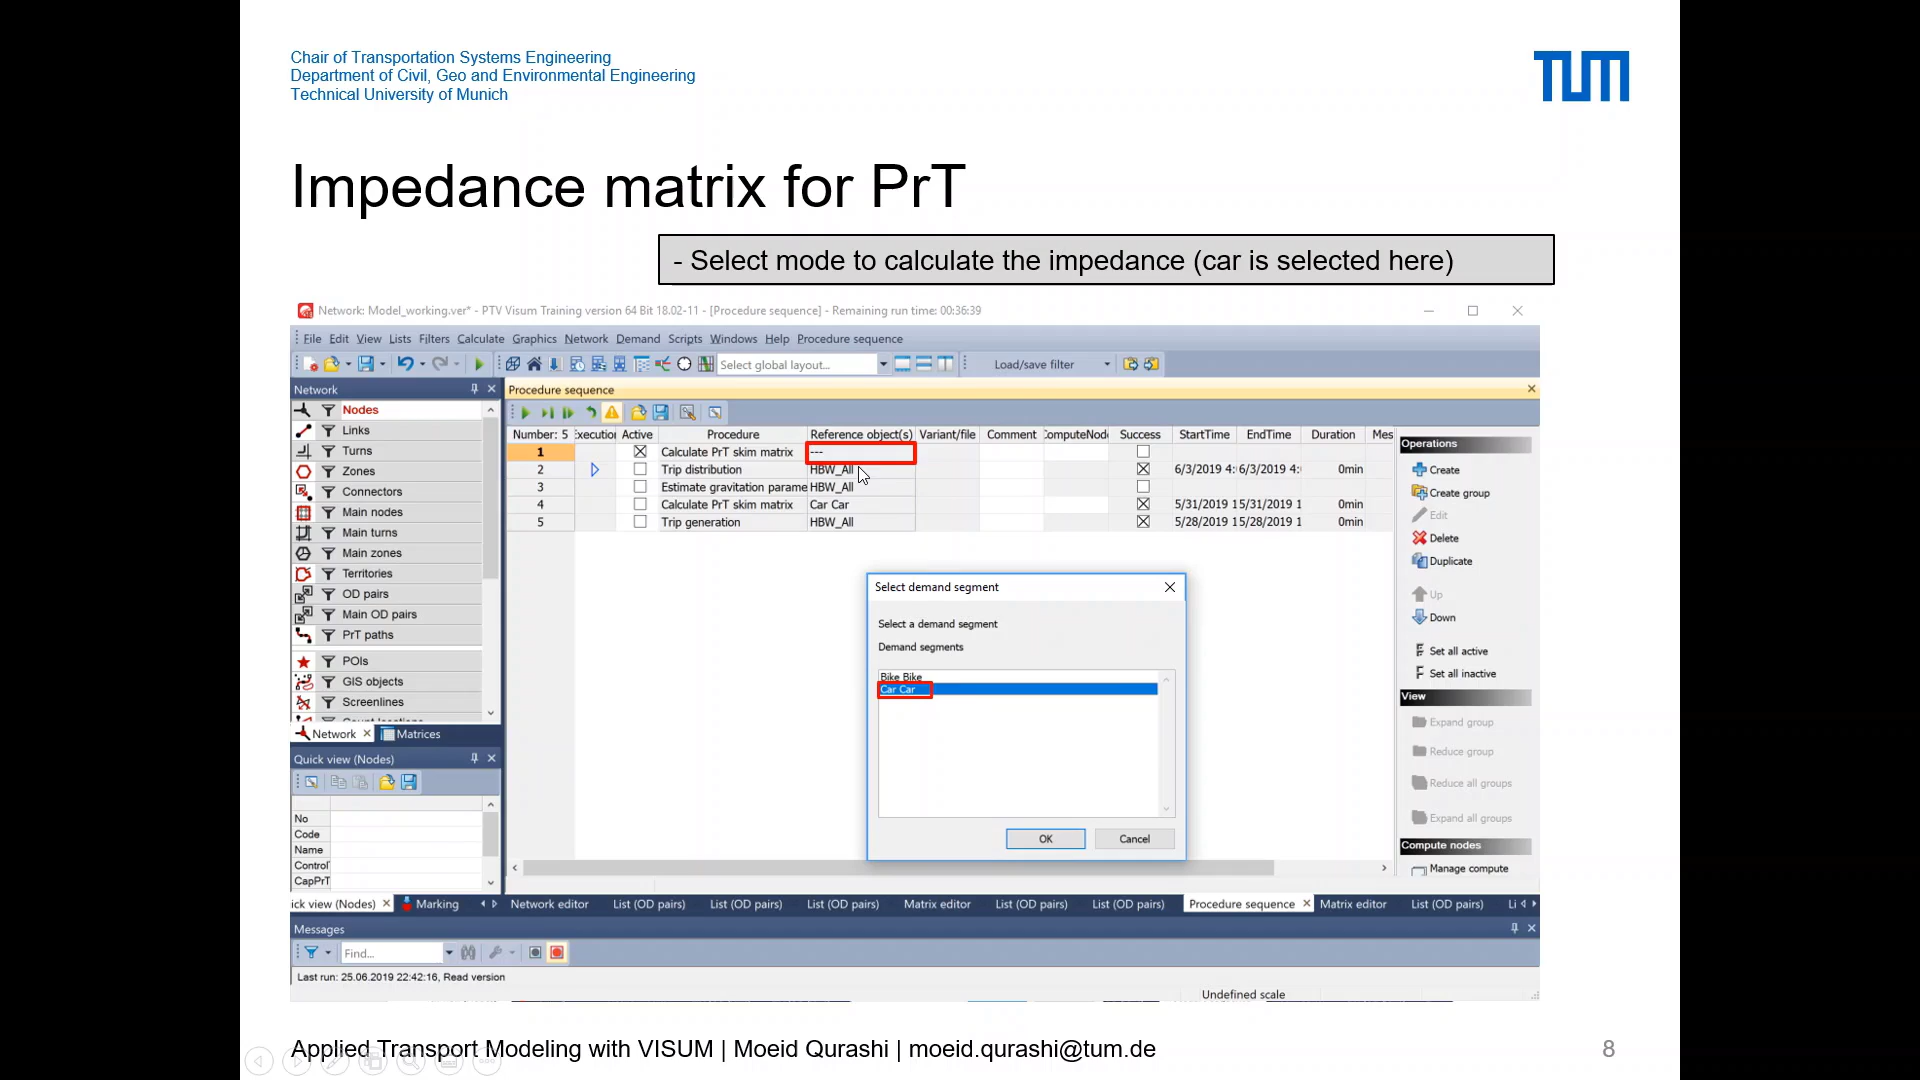 Chair of Transportation Systems Engineering
Department of Civil, Geo and Environmental Engineering
Technical University of Munich
TUM
Impedance matrix for PrT
- Select mode to calculate the impedance (car is selected here)
Network: Model_working.ver* - PTV Visum Training version 64 Bit 18.02-11 - [Procedure sequence] - Remaining run time: 00:36:39
File Edit View Lists Filters Calculate Graphics Network Demand Scripts Windows Help Procedure sequence
Select global layout... Load/save filter
Network
Nodes
Links
Turns
Zones
Connectors
Main nodes
Main turns
Main zones
Territories
OD pairs
Main OD pairs
PrT paths
POIs
GIS objects
Screenlines
Network Matrices
Quick view (Nodes)
No
Code
Name
Control
CapPrT
Procedure sequence
Number: 5 Execution Active Procedure Reference object(s) Variant/file Comment ComputeNode Success StartTime EndTime Duration Mes
1 Calculate PrT skim matrix ---
2 Trip distribution HBW_All 6/3/2019 4: 6/3/2019 4: 0min
3 Estimate gravitation parame HBW_All
4 Calculate PrT skim matrix Car Car 5/31/2019 1 5/31/2019 1 0min
5 Trip generation HBW_All 5/28/2019 1 5/28/2019 1 0min
Select demand segment
Select a demand segment
Demand segments
Bike Bike
Car Car
OK Cancel
Operations
Create
Create group
Edit
Delete
Duplicate
Up
Down
Set all active
Set all inactive
View
Expand group
Reduce group
Reduce all groups
Expand all groups
Compute nodes
Manage compute
ick view (Nodes) Marking Network editor List (OD pairs) List (OD pairs) List (OD pairs) Matrix editor List (OD pairs) List (OD pairs) Procedure sequence Matrix editor List (OD pairs) Li
Messages
Find...
Last run: 25.06.2019 22:42:16, Read version
Undefined scale
Applied Transport Modeling with VISUM | Moeid Qurashi | moeid.qurashi@tum.de
8